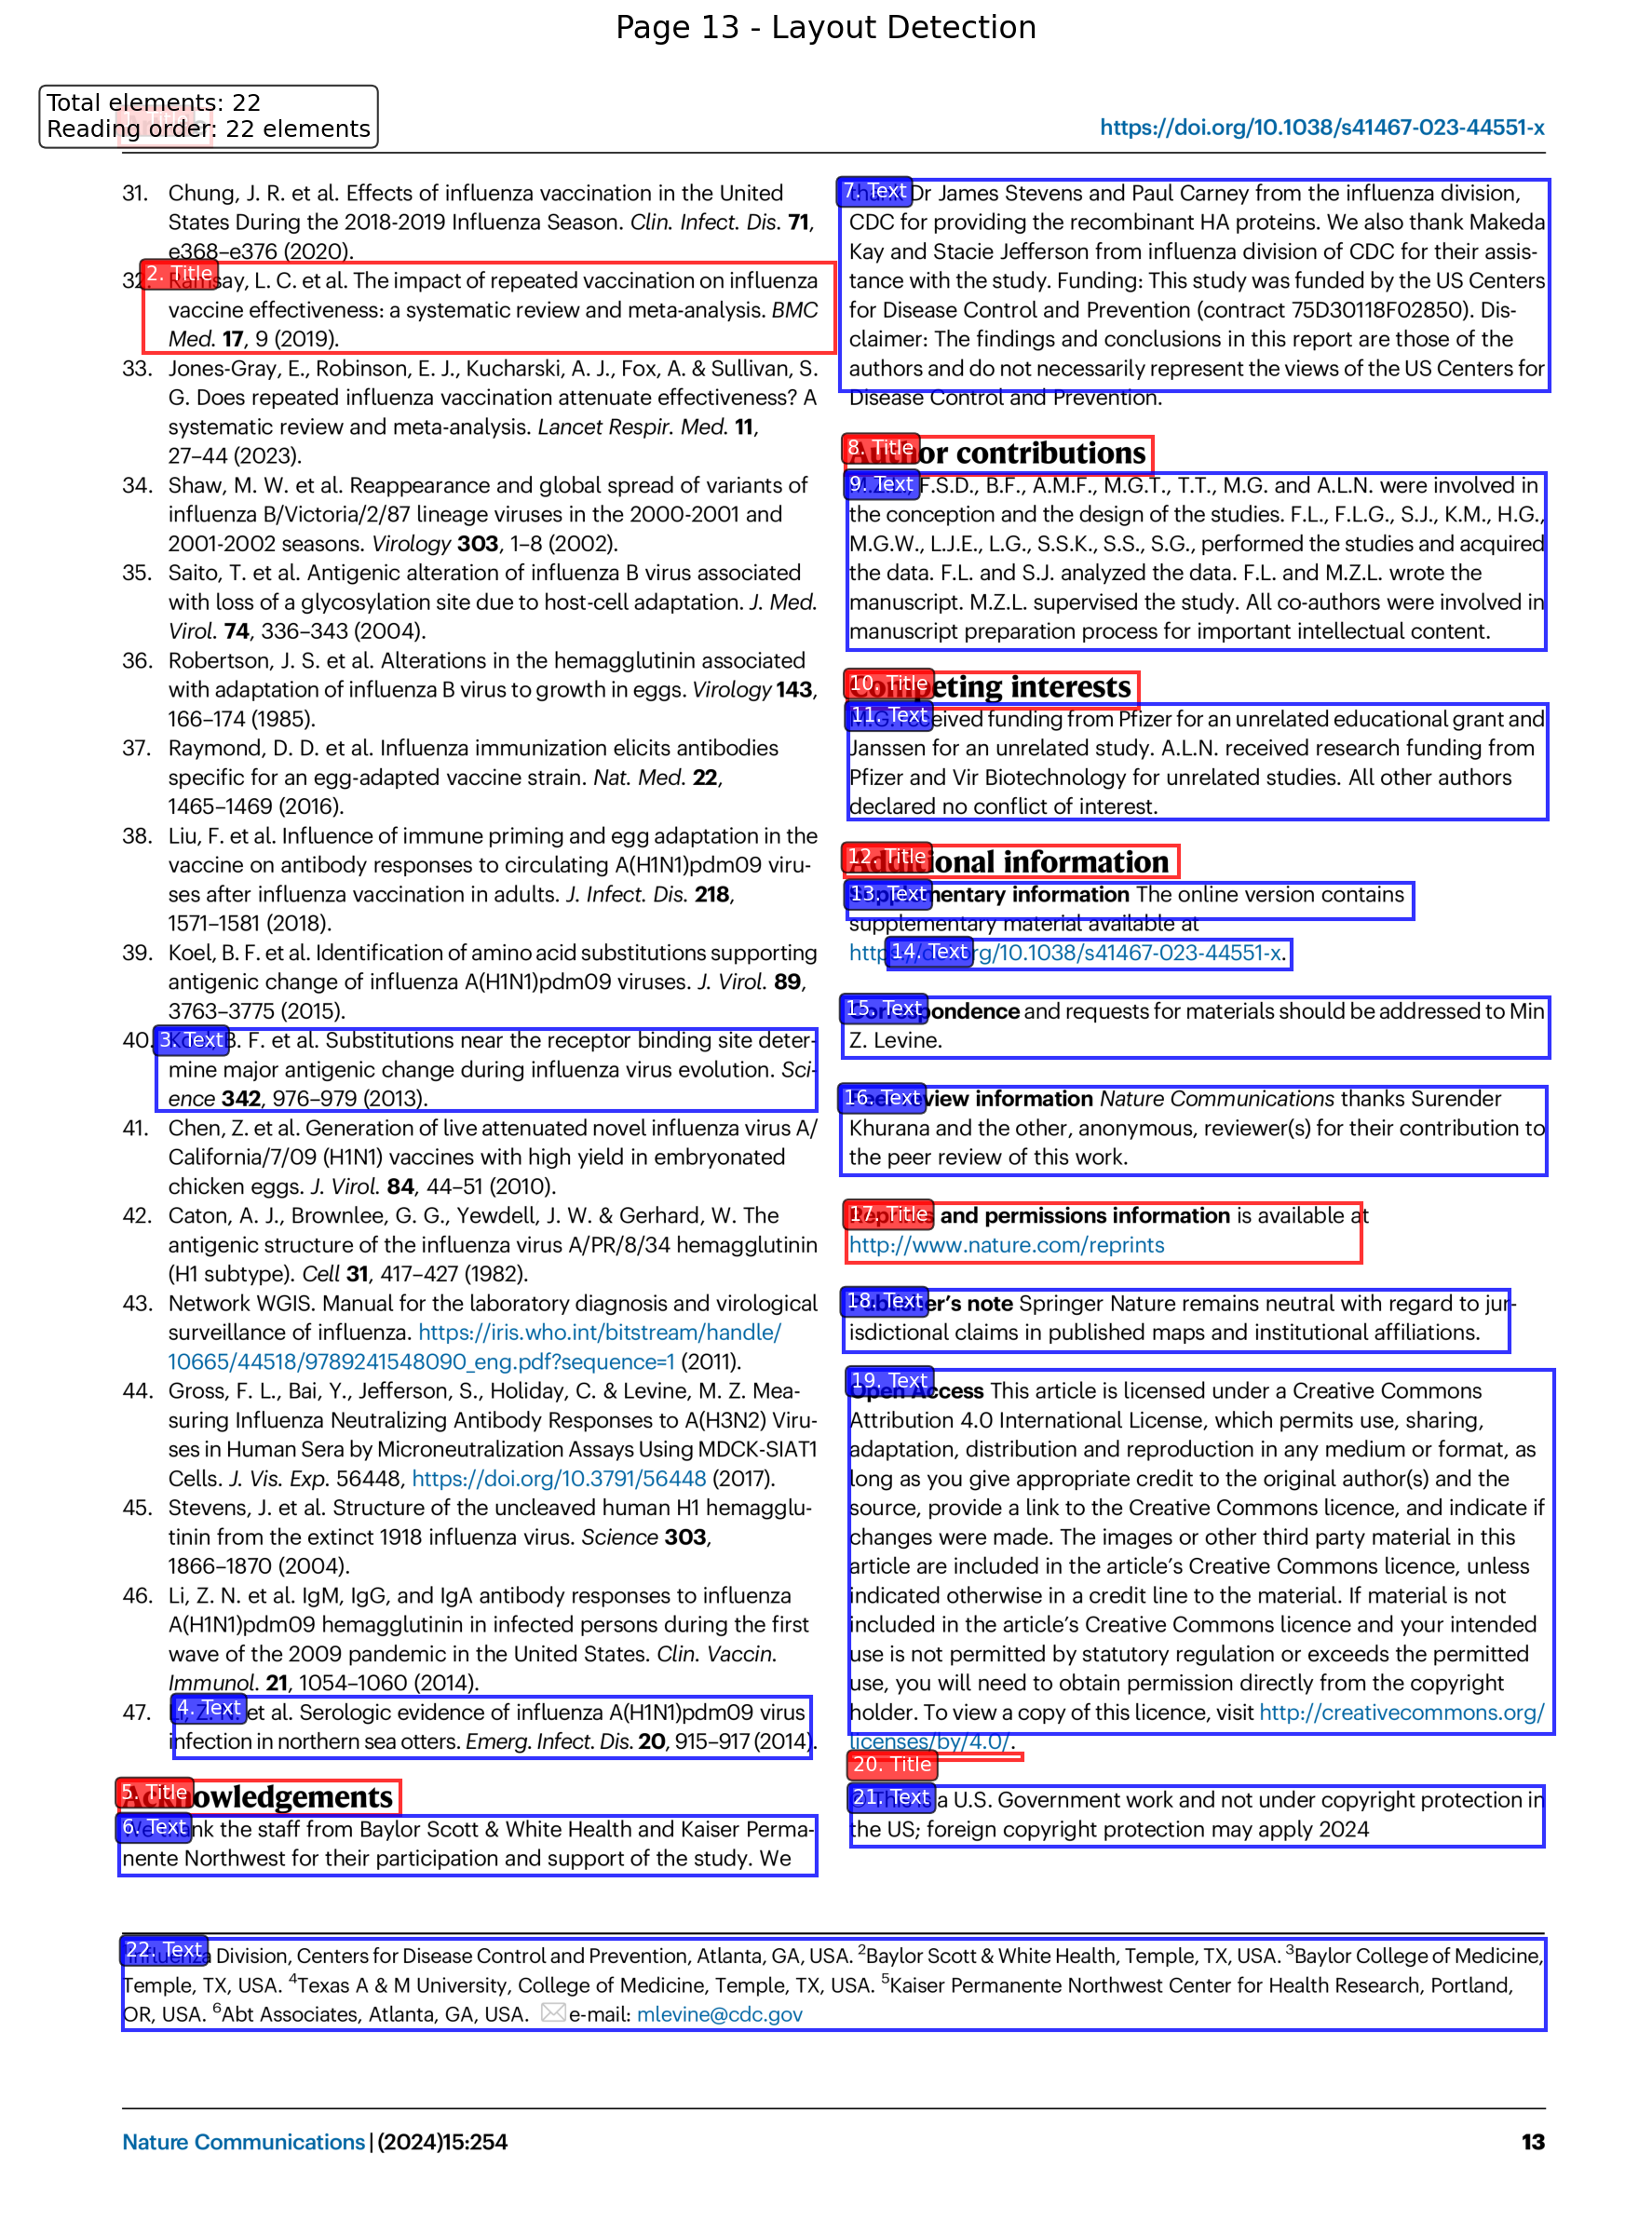 Page 13 - Layout Detection
Total elements: 22
Reading order: 22 elements
https://doi.org/10.1038/s41467-023-44551-x
31. Chung, J. R. et al. Effects of influenza vaccination in the United
States During the 2018-2019 Influenza Season. Clin. Infect. Dis. 71,
e368–e376 (2020).
2. Title
32. say, L. C. et al. The impact of repeated vaccination on influenza
vaccine effectiveness: a systematic review and meta-analysis. BMC
Med. 17, 9 (2019).
33. Jones-Gray, E., Robinson, E. J., Kucharski, A. J., Fox, A. & Sullivan, S.
G. Does repeated influenza vaccination attenuate effectiveness? A
systematic review and meta-analysis. Lancet Respir. Med. 11,
27–44 (2023).
34. Shaw, M. W. et al. Reappearance and global spread of variants of
influenza B/Victoria/2/87 lineage viruses in the 2000-2001 and
2001-2002 seasons. Virology 303, 1–8 (2002).
35. Saito, T. et al. Antigenic alteration of influenza B virus associated
with loss of a glycosylation site due to host-cell adaptation. J. Med.
Virol. 74, 336–343 (2004).
36. Robertson, J. S. et al. Alterations in the hemagglutinin associated
with adaptation of influenza B virus to growth in eggs. Virology 143,
166–174 (1985).
37. Raymond, D. D. et al. Influenza immunization elicits antibodies
specific for an egg-adapted vaccine strain. Nat. Med. 22,
1465–1469 (2016).
38. Liu, F. et al. Influence of immune priming and egg adaptation in the
vaccine on antibody responses to circulating A(H1N1)pdm09 viru-
ses after influenza vaccination in adults. J. Infect. Dis. 218,
1571–1581 (2018).
39. Koel, B. F. et al. Identification of amino acid substitutions supporting
antigenic change of influenza A(H1N1)pdm09 viruses. J. Virol. 89,
3763–3775 (2015).
40. 3. Text B. F. et al. Substitutions near the receptor binding site deter-
mine major antigenic change during influenza virus evolution. Sci-
ence 342, 976–979 (2013).
41. Chen, Z. et al. Generation of live attenuated novel influenza virus A/
California/7/09 (H1N1) vaccines with high yield in embryonated
chicken eggs. J. Virol. 84, 44–51 (2010).
42. Caton, A. J., Brownlee, G. G., Yewdell, J. W. & Gerhard, W. The
antigenic structure of the influenza virus A/PR/8/34 hemagglutinin
(H1 subtype). Cell 31, 417–427 (1982).
43. Network WGIS. Manual for the laboratory diagnosis and virological
surveillance of influenza. https://iris.who.int/bitstream/handle/
10665/44518/9789241548090_eng.pdf?sequence=1 (2011).
44. Gross, F. L., Bai, Y., Jefferson, S., Holiday, C. & Levine, M. Z. Mea-
suring Influenza Neutralizing Antibody Responses to A(H3N2) Viru-
ses in Human Sera by Microneutralization Assays Using MDCK-SIAT1
Cells. J. Vis. Exp. 56448, https://doi.org/10.3791/56448 (2017).
45. Stevens, J. et al. Structure of the uncleaved human H1 hemagglu-
tinin from the extinct 1918 influenza virus. Science 303,
1866–1870 (2004).
46. Li, Z. N. et al. IgM, IgG, and IgA antibody responses to influenza
A(H1N1)pdm09 hemagglutinin in infected persons during the first
wave of the 2009 pandemic in the United States. Clin. Vaccin.
Immunol. 21, 1054–1060 (2014).
47. 4. Text et al. Serologic evidence of influenza A(H1N1)pdm09 virus
infection in northern sea otters. Emerg. Infect. Dis. 20, 915–917 (2014).
5. Title
Acknowledgements
6. Text
We thank the staff from Baylor Scott & White Health and Kaiser Perma-
nente Northwest for their participation and support of the study. We
7. Text
thank Dr James Stevens and Paul Carney from the influenza division,
CDC for providing the recombinant HA proteins. We also thank Makeda
Kay and Stacie Jefferson from influenza division of CDC for their assis-
tance with the study. Funding: This study was funded by the US Centers
for Disease Control and Prevention (contract 75D30118F02850). Dis-
claimer: The findings and conclusions in this report are those of the
authors and do not necessarily represent the views of the US Centers for
Disease Control and Prevention.
8. Title
Author contributions
9. Text
F.S.D., B.F., A.M.F., M.G.T., T.T., M.G. and A.L.N. were involved in
the conception and the design of the studies. F.L., F.L.G., S.J., K.M., H.G.,
M.G.W., L.J.E., L.G., S.S.K., S.S., S.G., performed the studies and acquired
the data. F.L. and S.J. analyzed the data. F.L. and M.Z.L. wrote the
manuscript. M.Z.L. supervised the study. All co-authors were involved in
manuscript preparation process for important intellectual content.
10. Title
Competing interests
11. Text
M.G. received funding from Pfizer for an unrelated educational grant and
Janssen for an unrelated study. A.L.N. received research funding from
Pfizer and Vir Biotechnology for unrelated studies. All other authors
declared no conflict of interest.
12. Title
Additional information
13. Text
Supplementary information The online version contains
supplementary material available at
14. Text
https://doi.org/10.1038/s41467-023-44551-x.
15. Text
Correspondence and requests for materials should be addressed to Min
Z. Levine.
16. Text
Peer review information Nature Communications thanks Surender
Khurana and the other, anonymous, reviewer(s) for their contribution to
the peer review of this work.
17. Title
Reprints and permissions information is available at
http://www.nature.com/reprints
18. Text
Publisher’s note Springer Nature remains neutral with regard to jur-
isdictional claims in published maps and institutional affiliations.
19. Text
Open Access This article is licensed under a Creative Commons
Attribution 4.0 International License, which permits use, sharing,
adaptation, distribution and reproduction in any medium or format, as
long as you give appropriate credit to the original author(s) and the
source, provide a link to the Creative Commons licence, and indicate if
changes were made. The images or other third party material in this
article are included in the article’s Creative Commons licence, unless
indicated otherwise in a credit line to the material. If material is not
included in the article’s Creative Commons licence and your intended
use is not permitted by statutory regulation or exceeds the permitted
use, you will need to obtain permission directly from the copyright
holder. To view a copy of this licence, visit http://creativecommons.org/
licenses/by/4.0/.
20. Title
21. Text
This is a U.S. Government work and not under copyright protection in
the US; foreign copyright protection may apply 2024
22. Text
Influenza Division, Centers for Disease Control and Prevention, Atlanta, GA, USA. ²Baylor Scott & White Health, Temple, TX, USA. ³Baylor College of Medicine,
Temple, TX, USA. ⁴Texas A & M University, College of Medicine, Temple, TX, USA. ⁵Kaiser Permanente Northwest Center for Health Research, Portland,
OR, USA. ⁶Abt Associates, Atlanta, GA, USA. e-mail: mlevine@cdc.gov
Nature Communications | (2024)15:254
13